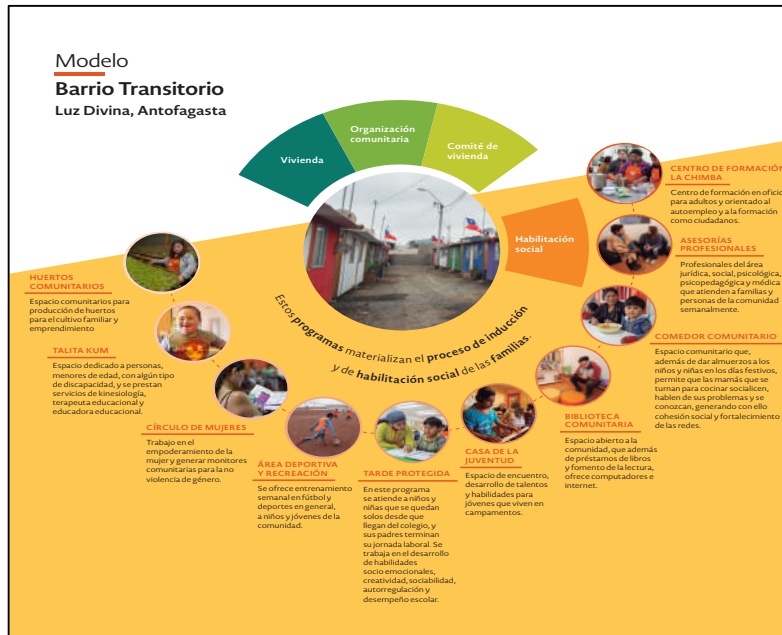 Modelo
Barrio Transitorio
Luz Divina, Antofagasta
Vivienda
Organización
comunitaria
Comité de
vivienda
Habilitación
social
Estos programas materializan el proceso de inducción
y de habilitación social de las familias.
HUERTOS
COMUNITARIOS
Espacio comunitarios para
producción de huertos
para el cultivo familiar y
emprendimiento
TALITA KUM
Espacio dedicado a personas,
menores de edad, con algún tipo
de discapacidad, y se prestan
servicios de kinesiología,
terapeuta educacional y
educadora educacional.
CÍRCULO DE MUJERES
Trabajo en el
empoderamiento de la
mujer y generar monitores
comunitarias para la no
violencia de género.
ÁREA DEPORTIVA
Y RECREACIÓN
Se ofrece entrenamiento
semanal en fútbol y
deportes en general,
a niños y jóvenes de la
comunidad.
TARDE PROTEGIDA
En este programa
se atiende a niños y
niñas que se quedan
solos desde que
llegan del colegio, y
sus padres terminan
su jornada laboral. Se
trabaja en el desarrollo
de habilidades
socio emocionales,
creatividad, sociabilidad,
autorregulación y
desempeño escolar.
CASA DE LA
JUVENTUD
Espacio de encuentro,
desarrollo de talentos
y habilidades para
jóvenes que viven en
campamentos.
BIBLIOTECA
COMUNITARIA
Espacio abierto a la
comunidad, que además
de préstamos de libros
y fomento de la lectura,
ofrece computadores e
internet.
COMEDOR COMUNITARIO
Espacio comunitario que,
además de dar almuerzos a los
niños y niñas en los días festivos,
permite que las mamás que se
turnan para cocinar socialicen,
hablen de sus problemas y se
conozcan, generando con ello
cohesión social y fortalecimiento
de las redes.
ASESORÍAS
PROFESIONALES
Profesionales del área
jurídica, social, psicológica,
psicopedagógica y médica
que atienden a familias y
personas de la comunidad
semanalmente.
CENTRO DE FORMACIÓN
LA CHIMBA
Centro de formación en oficio
para adultos y orientado al
autoempleo y a la formación
como ciudadanos.